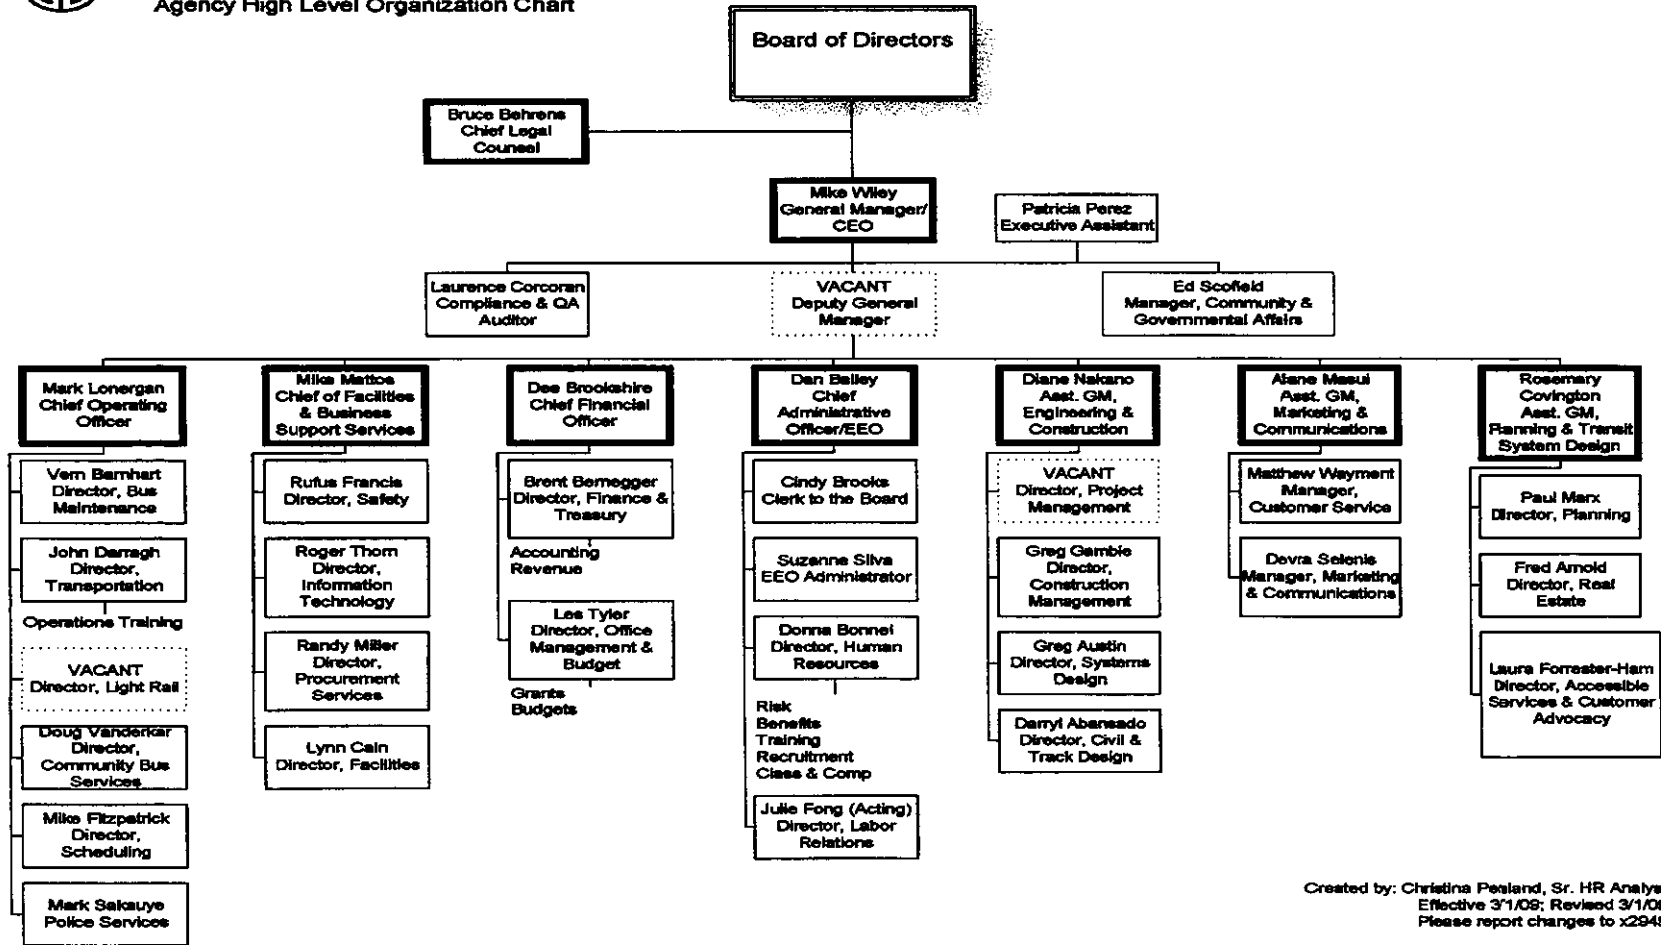 Agency High Level Organization Chart
Board of Directors
Bruce Behrens
Chief Legal
Counsel
Mike Wiley
General Manager/
CEO
Patricia Perez
Executive Assistant
Laurence Corcoran
Compliance & QA
Auditor
VACANT
Deputy General
Manager
Ed Scofield
Manager, Community &
Governmental Affairs
Mark Lonergan
Chief Operating
Officer
Mike Mattos
Chief of Facilities
& Business
Support Services
Dee Brookshire
Chief Financial
Officer
Dan Bailey
Chief
Administrative
Officer/EEO
Diane Nakano
Asst. GM,
Engineering &
Construction
Alane Masui
Asst. GM,
Marketing &
Communications
Rosemary
Covington
Asst. GM,
Planning & Transit
System Design
Vern Barnhart
Director, Bus
Maintenance
John Darragh
Director,
Transportation
Operations Training
VACANT
Director, Light Rail
Doug Vanderkar
Director,
Community Bus
Services
Mike Fitzpatrick
Director,
Scheduling
Mark Sakauye
Police Services
Rufus Francis
Director, Safety
Roger Thorn
Director,
Information
Technology
Randy Miller
Director,
Procurement
Services
Lynn Cain
Director, Facilities
Brent Bernegger
Director, Finance &
Treasury
Accounting
Revenue
Les Tyler
Director, Office
Management &
Budget
Grants
Budgets
Cindy Brooks
Clerk to the Board
Suzanne Silva
EEO Administrator
Donna Bonnel
Director, Human
Resources
Risk
Benefits
Training
Recruitment
Class & Comp
Julie Fong (Acting)
Director, Labor
Relations
VACANT
Director, Project
Management
Greg Gamble
Director,
Construction
Management
Greg Austin
Director, Systems
Design
Darryl Abansado
Director, Civil &
Track Design
Matthew Wayment
Manager,
Customer Service
Devra Selenis
Manager, Marketing
& Communications
Paul Marx
Director, Planning
Fred Arnold
Director, Real
Estate
Laura Forrester-Ham
Director, Accessible
Services & Customer
Advocacy
Created by: Christina Penland, Sr. HR
Effective 3/1/09; Revised
Please report changes to